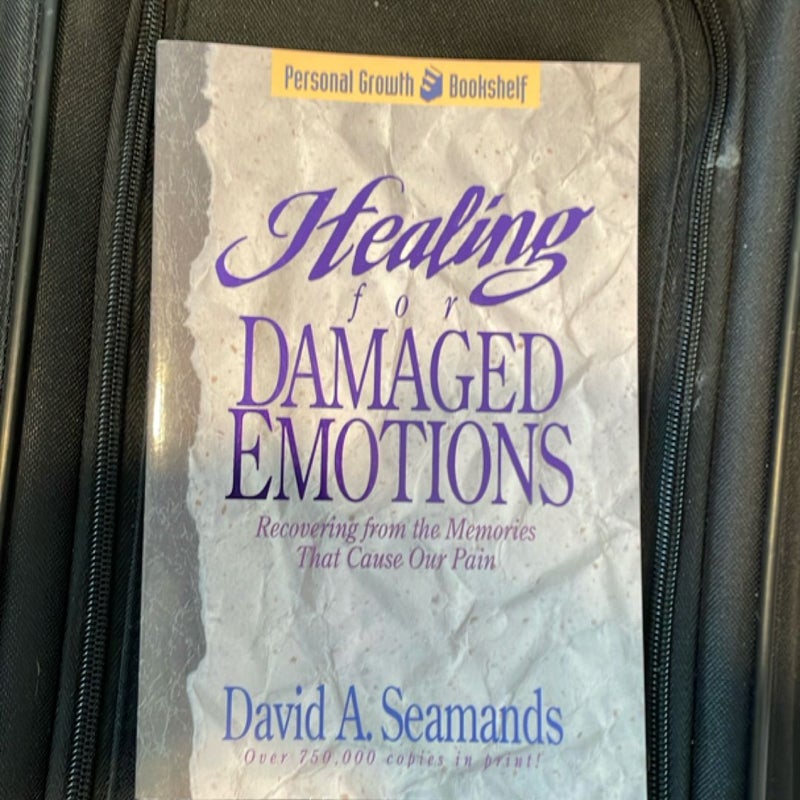 Personal Growth Bookshelf
Healing
for
DAMAGED
EMOTIONS
Recovering from the Memories
That Cause Our Pain
David A. Seamands
Over 750,000 copies in print!